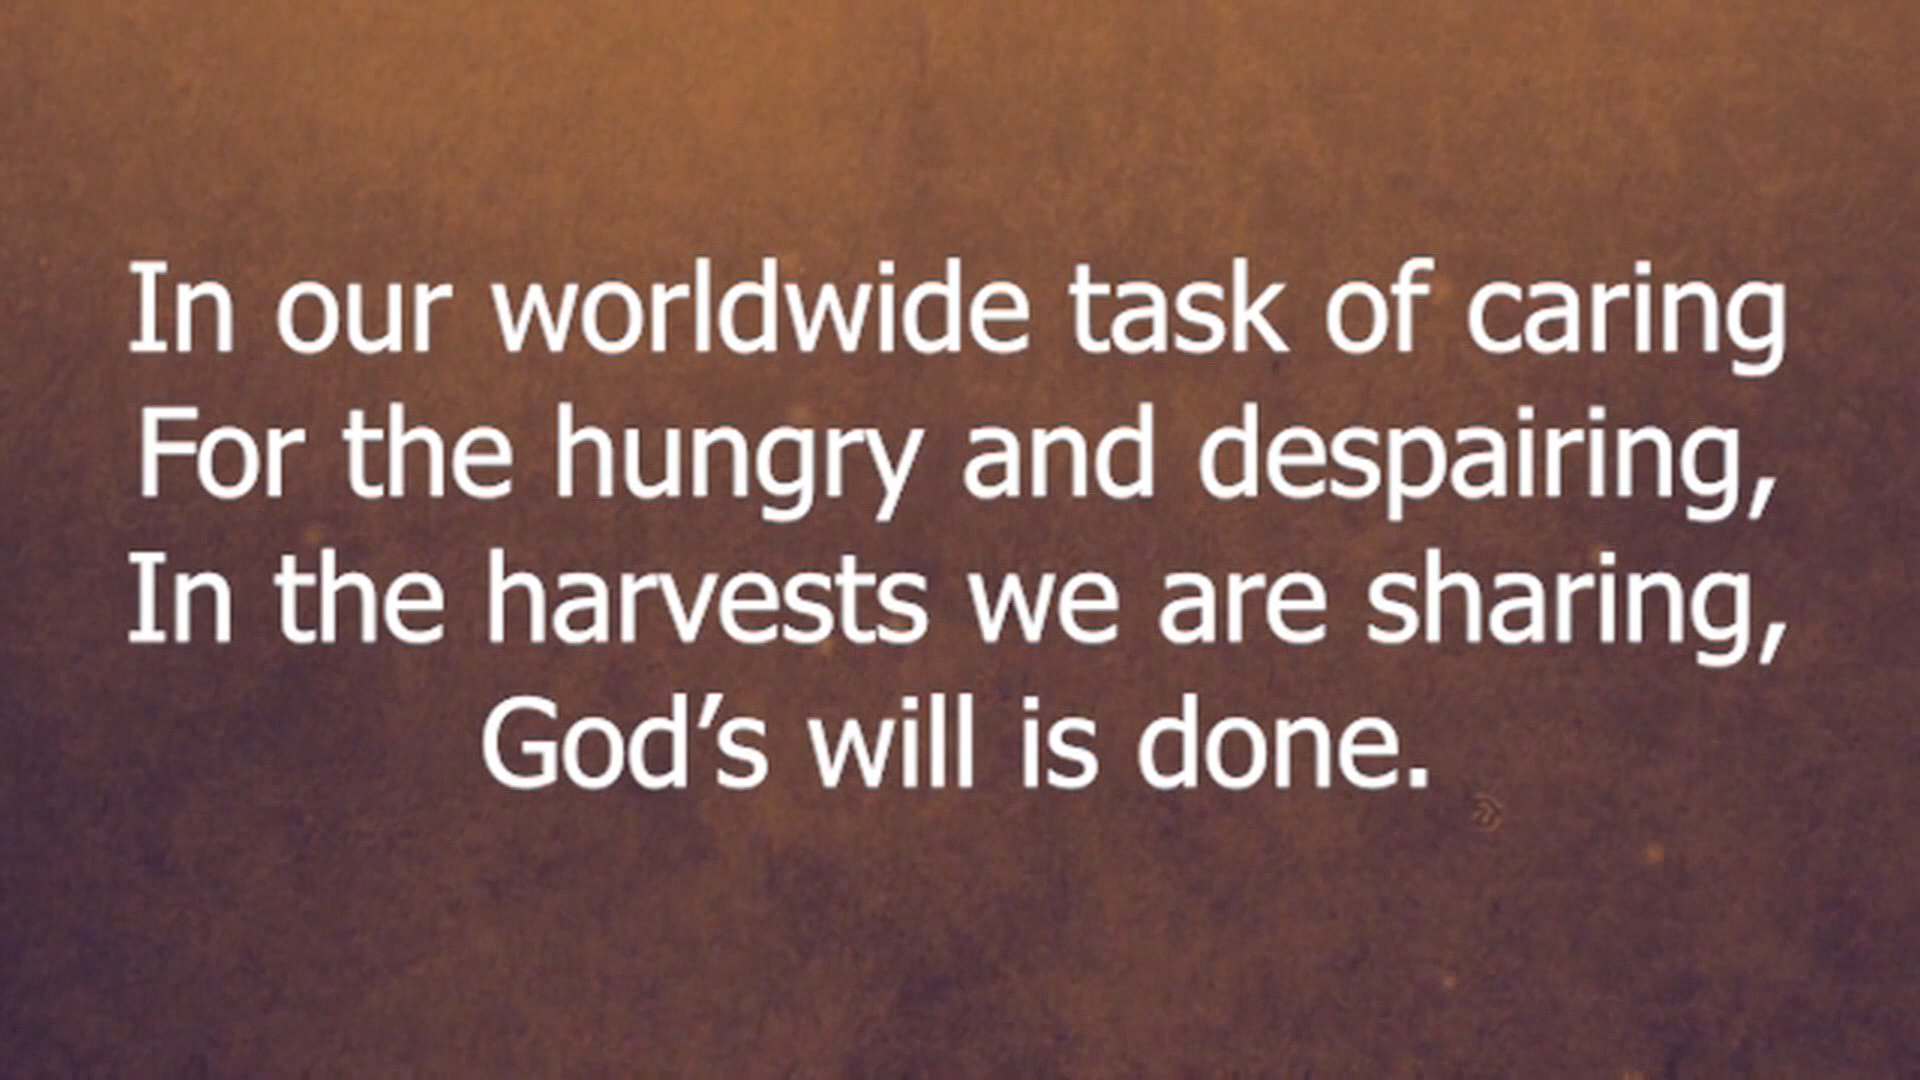 In our worldwide task of caring
For the hungry and despairing,
In the harvests we are sharing,
God’s will is done.